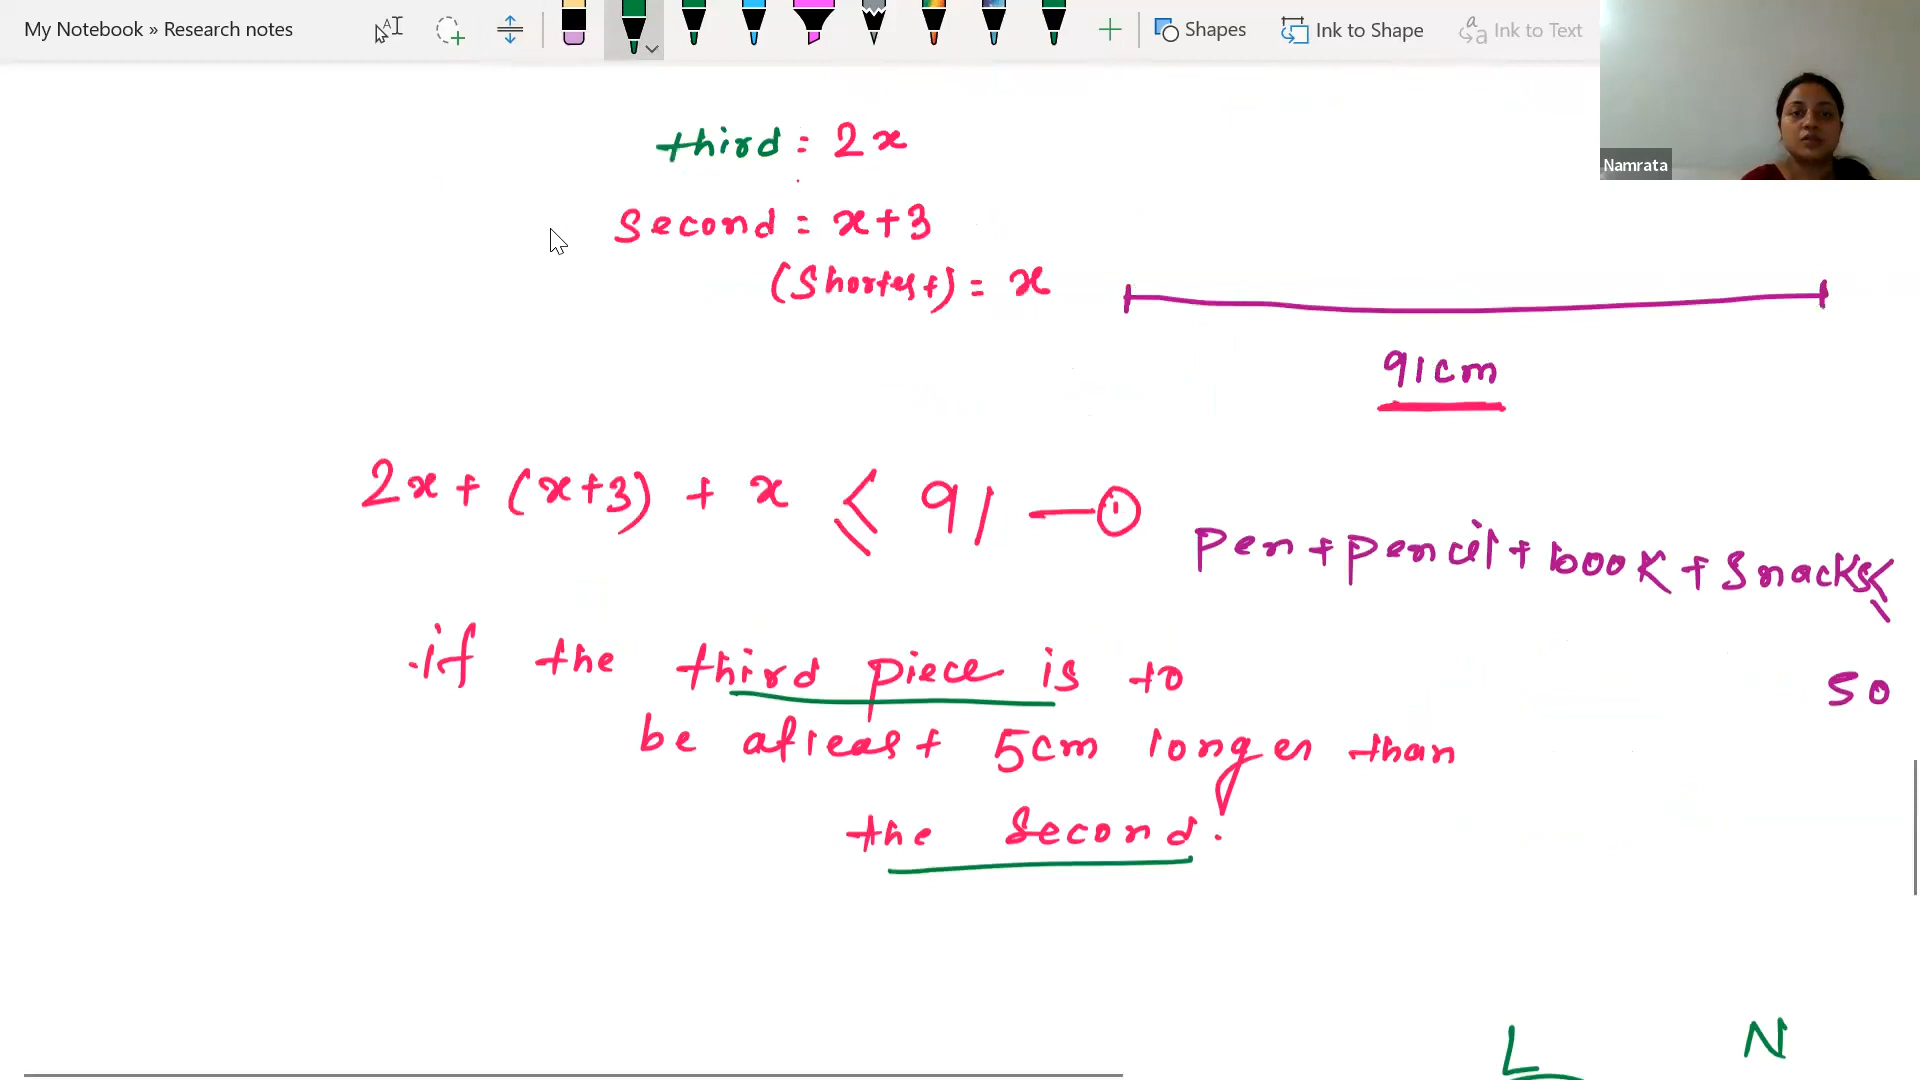 My Notebook » Research notes
Shapes
Ink to Shape
Ink to Text
Namrata
third : 2x
Second = x+3
(Shortest) = x
91cm
2x + (x+3) + x ≤ 91 — ①
Pen + pencil + book + Snacks ≤
50
if the third piece is to
be atleast 5cm longer than
the Second.
L N